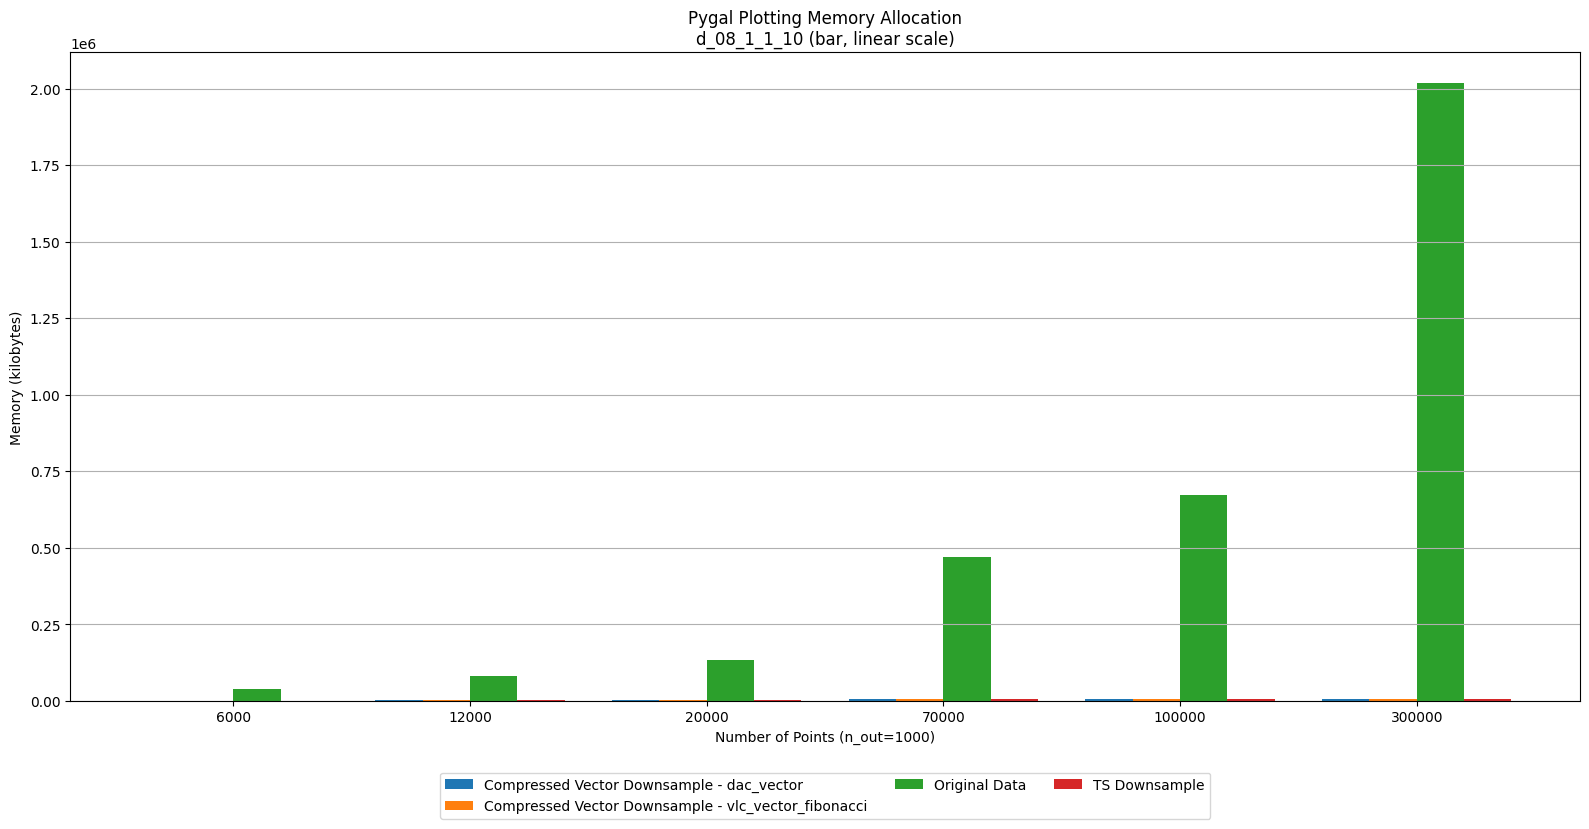 Pygal Plotting Memory Allocation
d_08_1_1_10 (bar, linear scale)
1e6
2.00
1.75
1.50
1.25
1.00
0.75
0.50
0.25
0.00
Memory (kilobytes)
6000 12000 20000 70000 100000 300000
Number of Points (n_out=1000)
Compressed Vector Downsample - dac_vector Original Data TS Downsample
Compressed Vector Downsample - vlc_vector_fibonacci